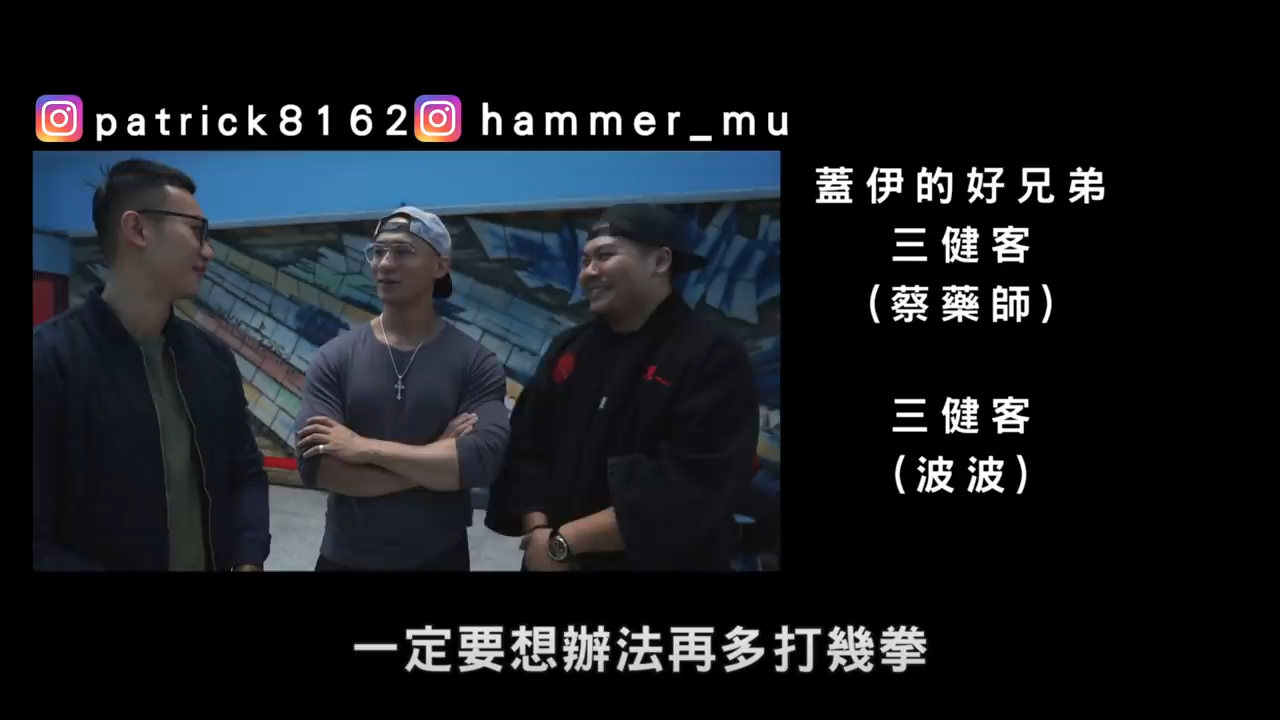 patrick8162
hammer_mu
蓋伊的好兄弟
三健客
(蔡藥師)
三健客
(波波)
一定要想辦法再多打幾拳